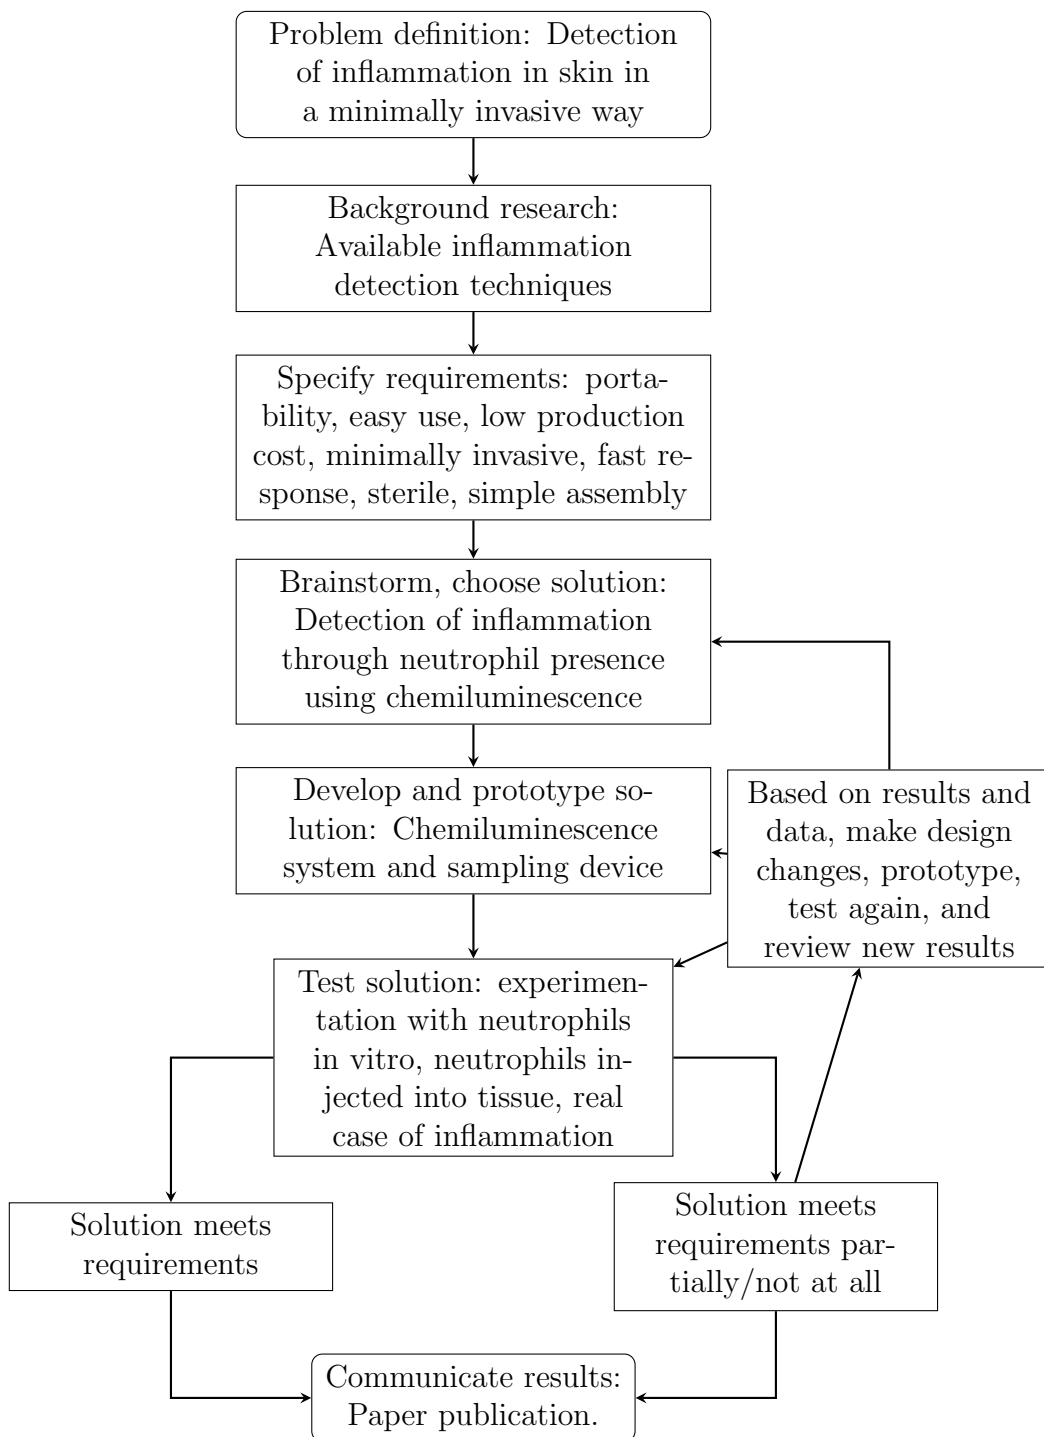 Problem definition: Detection
of inflammation in skin in
a minimally invasive way
Background research:
Available inflammation
detection techniques
Specify requirements: porta-
bility, easy use, low production
cost, minimally invasive, fast re-
sponse, sterile, simple assembly
Brainstorm, choose solution:
Detection of inflammation
through neutrophil presence
using chemiluminescence
Develop and prototype so-
lution: Chemiluminescence
system and sampling device
Based on results and
data, make design
changes, prototype,
test again, and
review new results
Test solution: experimen-
tation with neutrophils
in vitro, neutrophils in-
jected into tissue, real
case of inflammation
Solution meets
requirements
Solution meets
requirements par-
tially/not at all
Communicate results:
Paper publication.